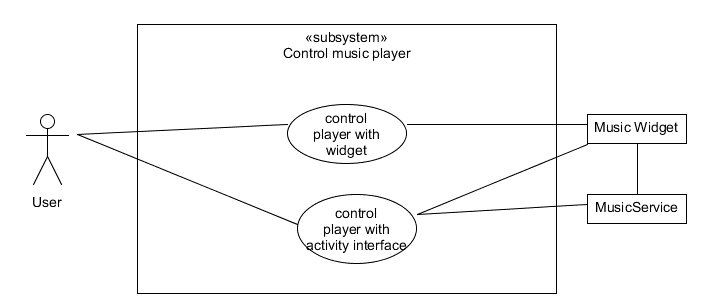 «subsystem»
Control music player
control
player with
widget
Music Widget
User
control
player with
activity interface
MusicService